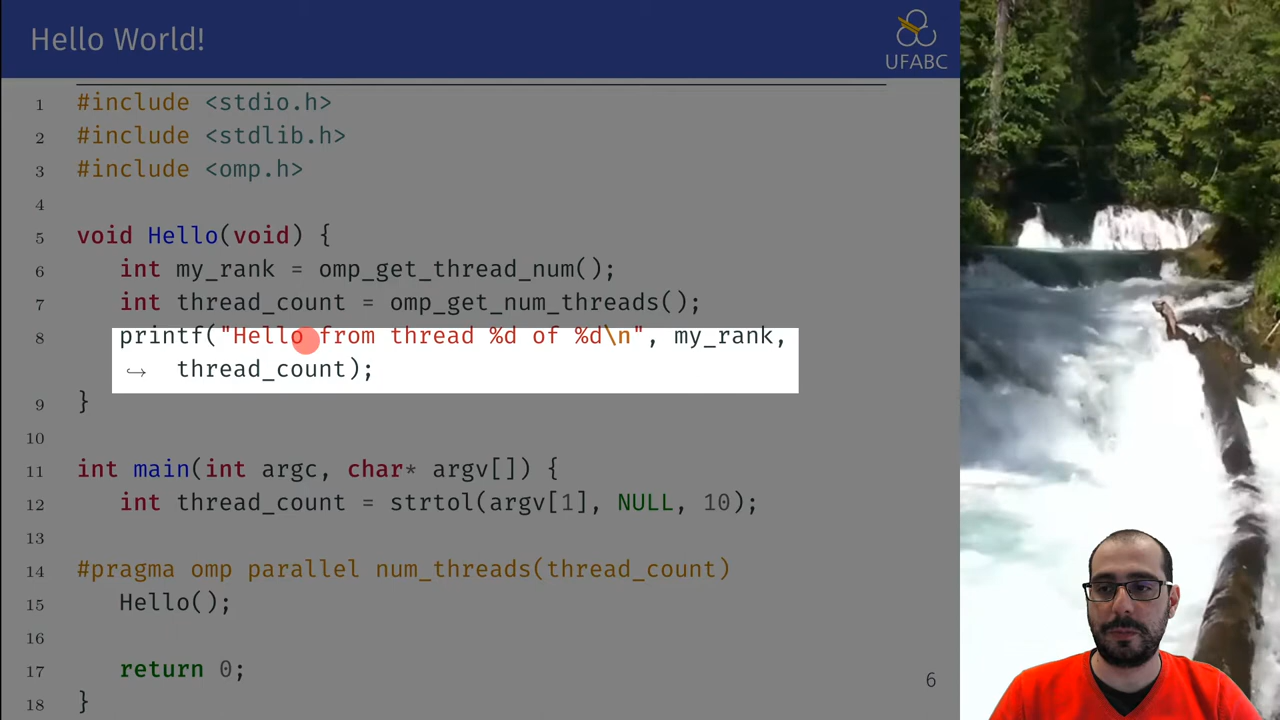 Hello World!
UFABC
1 #include <stdio.h>
2 #include <stdlib.h>
3 #include <omp.h>
4
5 void Hello(void) {
6 int my_rank = omp_get_thread_num();
7 int thread_count = omp_get_num_threads();
8 printf("Hello from thread %d of %d\n", my_rank,
↪ thread_count);
9 }
10
11 int main(int argc, char* argv[]) {
12 int thread_count = strtol(argv[1], NULL, 10);
13
14 #pragma omp parallel num_threads(thread_count)
15 Hello();
16
17 return 0;
18 }
6